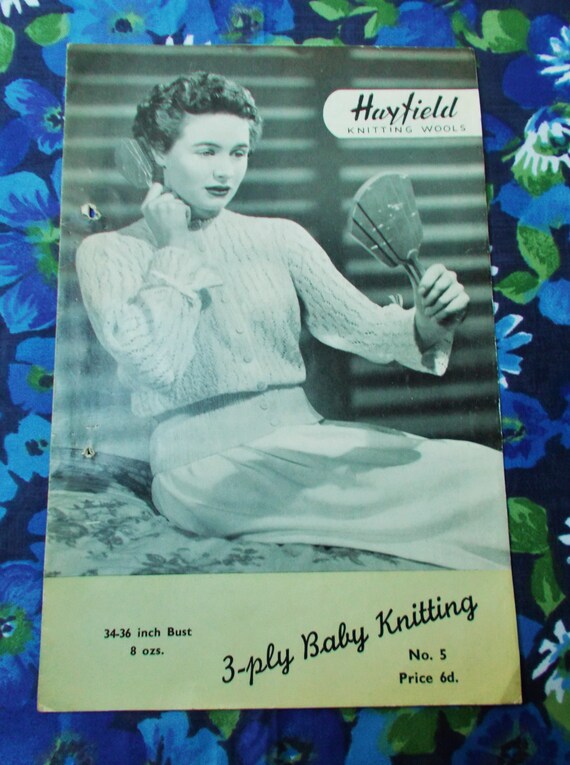 Hayfield
KNITTING WOOLS
34-36 inch Bust
8 ozs.
3-ply Baby Knitting
No. 5
Price 6d.